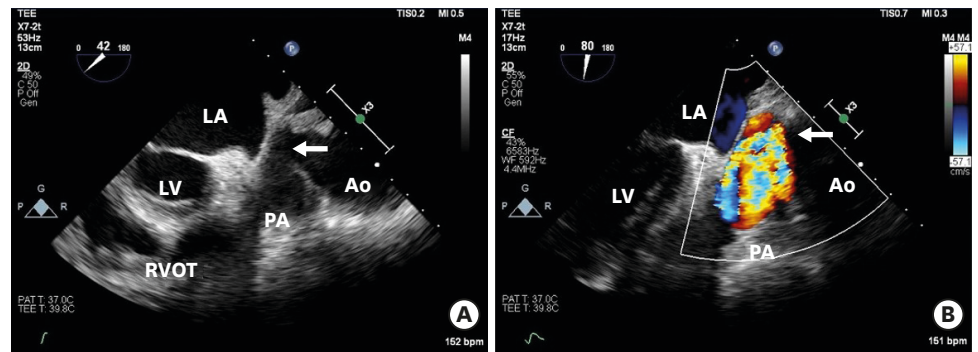 TEE
X7-2t
53Hz
13cm
2D
49%
C 50
P Off
Gen
0 42 180
P
TIS0.2 MI 0.5
M4
X3
LA
LV
Ao
PA
RVOT
G
P R
PAT T: 37.0C
TEE T: 39.8C
A
152 bpm
TEE
X7-2t
17Hz
13cm
2D
55%
C 50
P Off
Gen
CF
43%
6583Hz
WF 592Hz
4.4MHz
0 80 180
P
TIS0.7 MI 0.3
M4 M4
+57.1
-57.1
cm/s
X3
LA
LV
Ao
PA
G
P R
PAT T: 37.0C
TEE T: 39.8C
B
151 bpm